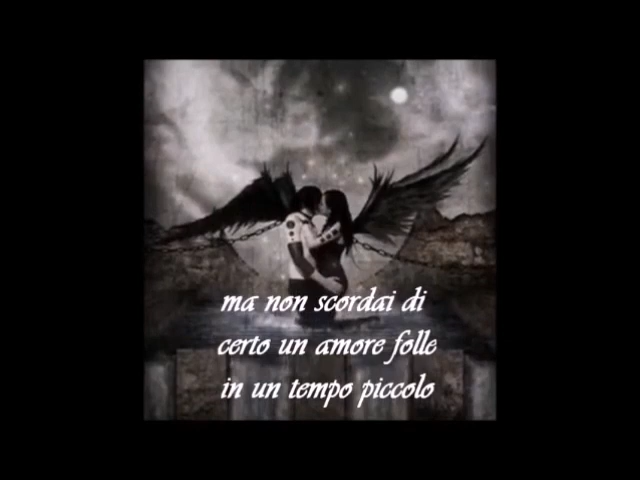 ma non scordai di
certo un amore folle
in un tempo piccolo